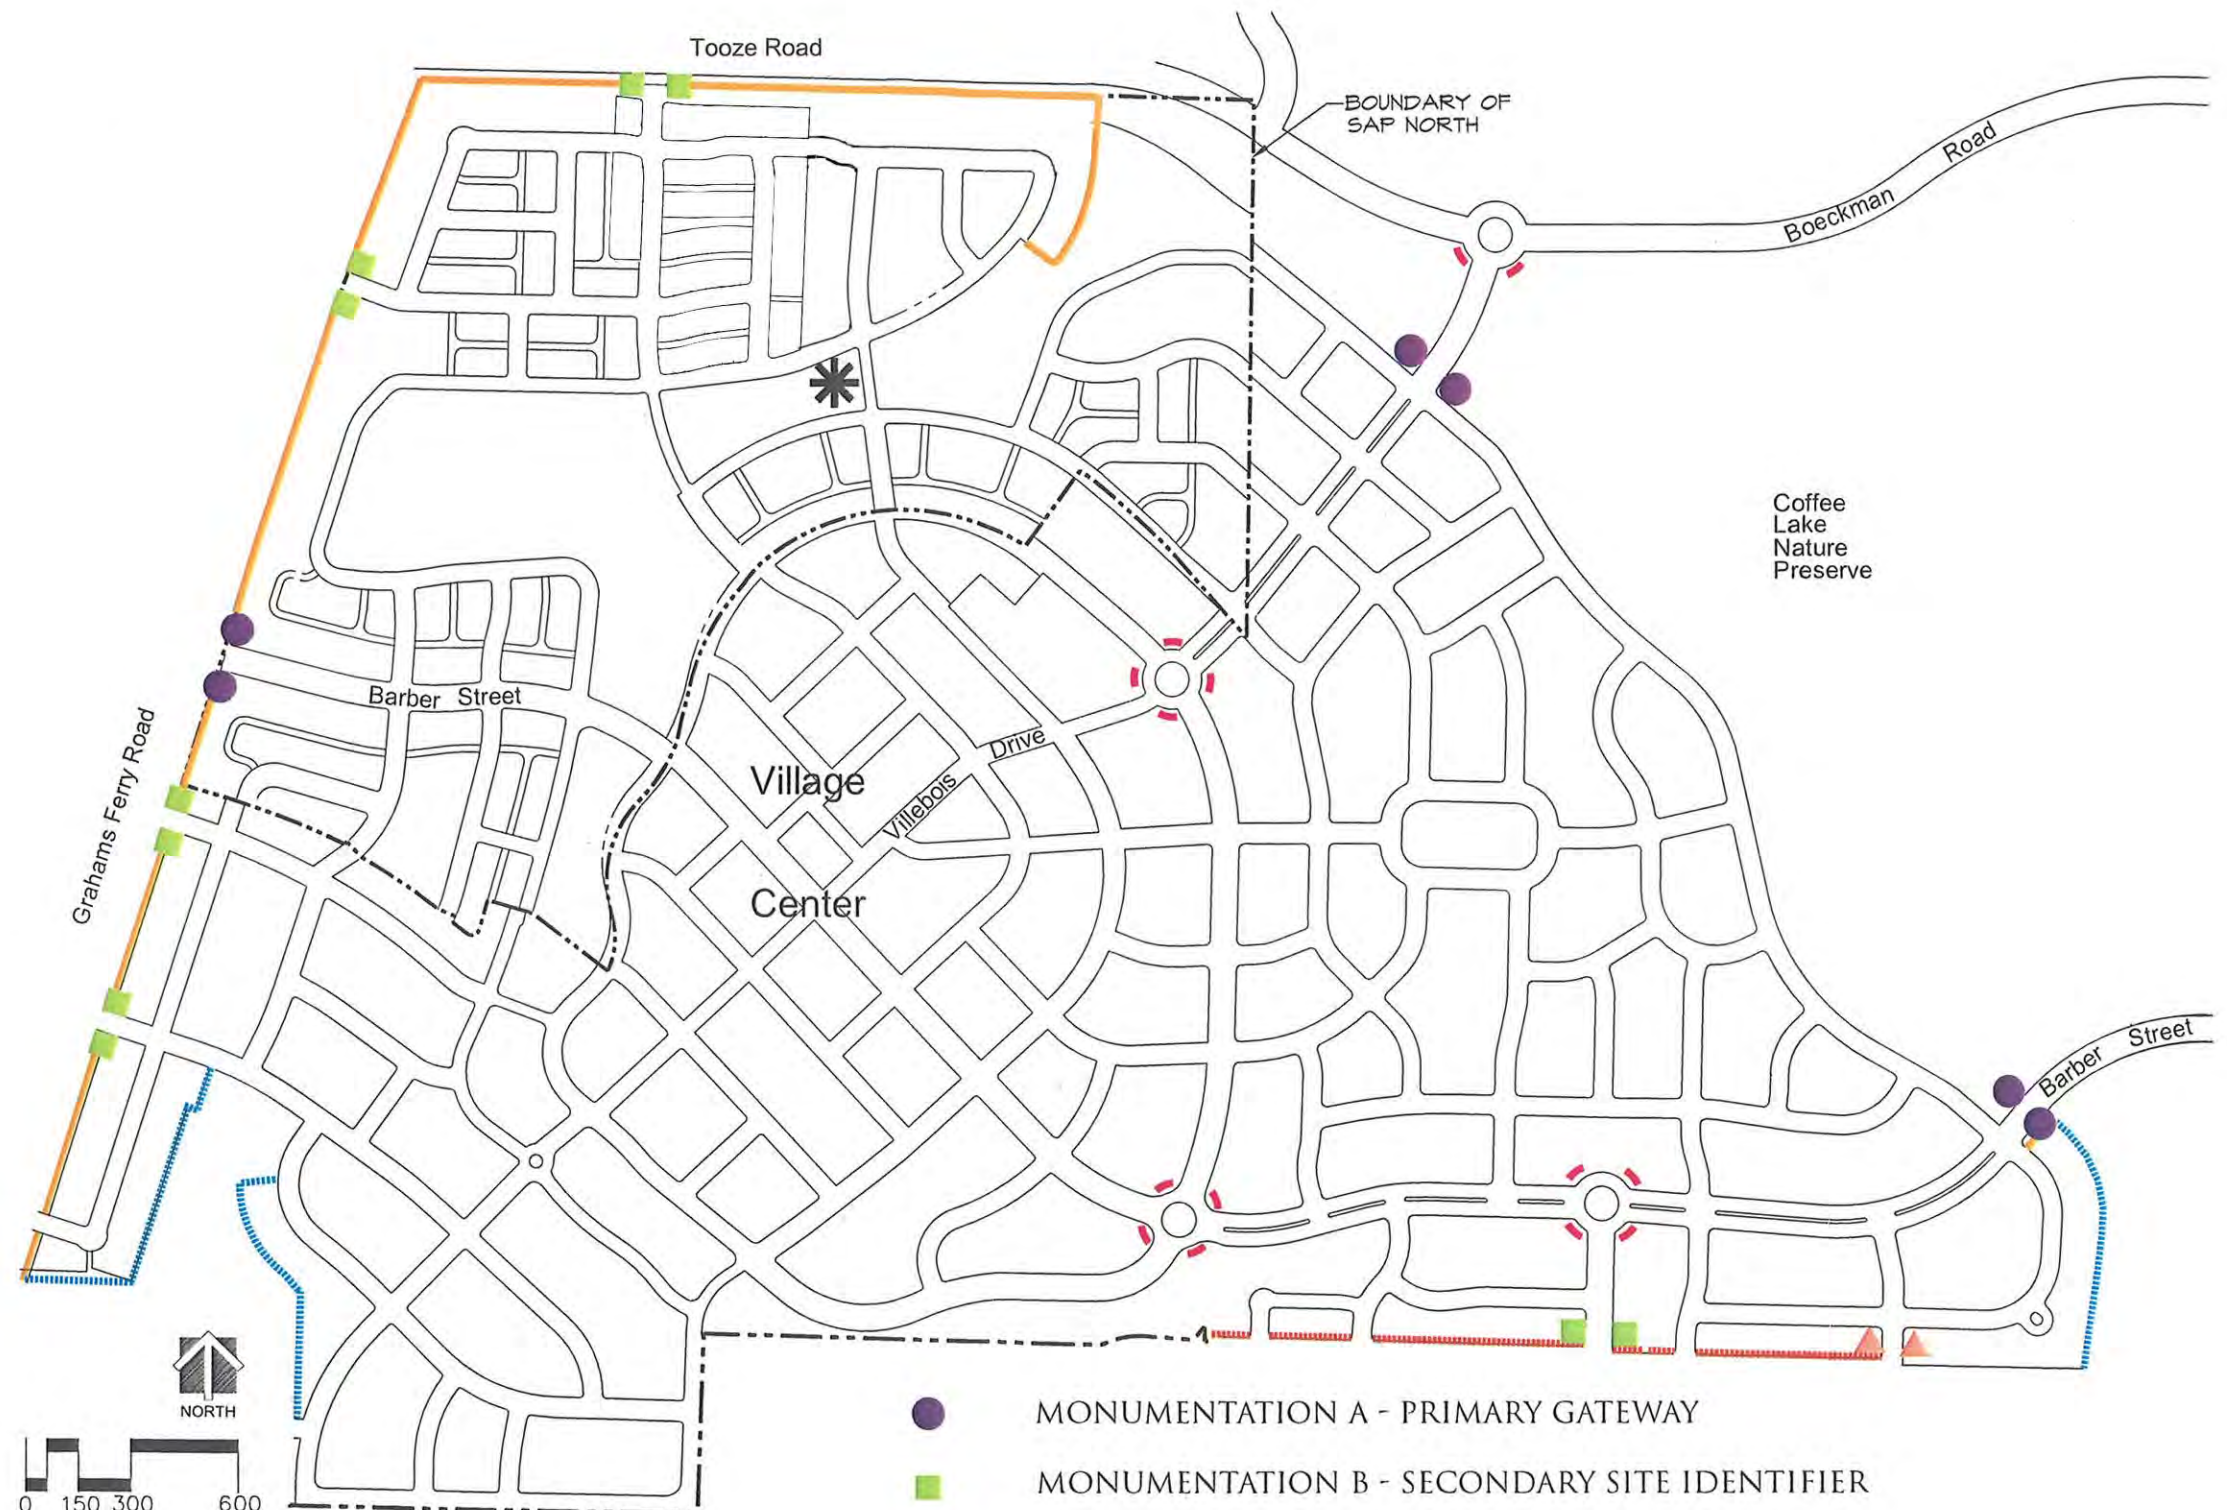 Tooze Road
BOUNDARY OF
SAP NORTH
Boeckman Road
Coffee
Lake
Nature
Preserve
Barber Street
Grahams Ferry Road
Village
Center
Villebois Drive
Barber Street
NORTH
0 150 300 600
MONUMENTATION A - PRIMARY GATEWAY
MONUMENTATION B - SECONDARY SITE IDENTIFIER